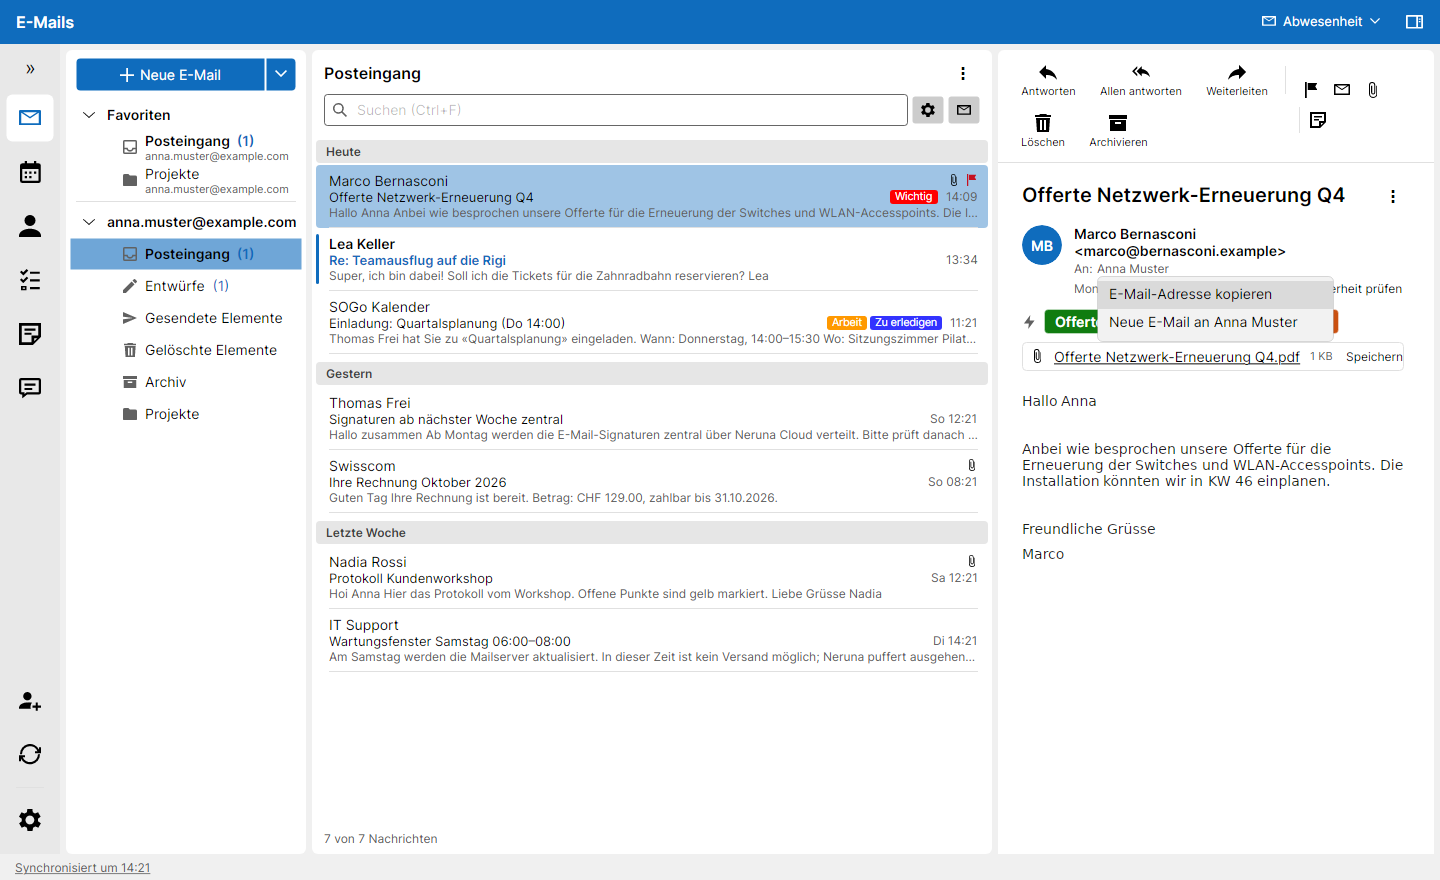 E-Mails
Abwesenheit
»
Neue E-Mail
Favoriten
Posteingang (1)
anna.muster@example.com
Projekte
anna.muster@example.com
anna.muster@example.com
Posteingang (1)
Entwürfe (1)
Gesendete Elemente
Gelöschte Elemente
Archiv
Projekte
Posteingang
Suchen (Ctrl+F)
Heute
Marco Bernasconi
Offerte Netzwerk-Erneuerung Q4 Wichtig 14:09
Hallo Anna Anbei wie besprochen unsere Offerte für die Erneuerung der Switches und WLAN-Accesspoints. Die I...
Lea Keller
Re: Teamausflug auf die Rigi 13:34
Super, ich bin dabei! Soll ich die Tickets für die Zahnradbahn reservieren? Lea
SOGo Kalender
Einladung: Quartalsplanung (Do 14:00) Arbeit Zu erledigen 11:21
Thomas Frei hat Sie zu «Quartalsplanung» eingeladen. Wann: Donnerstag, 14:00–15:30 Wo: Sitzungszimmer Pilat...
Gestern
Thomas Frei
Signaturen ab nächster Woche zentral So 12:21
Hallo zusammen Ab Montag werden die E-Mail-Signaturen zentral über Neruna Cloud verteilt. Bitte prüft danach ...
Swisscom
Ihre Rechnung Oktober 2026 So 08:21
Guten Tag Ihre Rechnung ist bereit. Betrag: CHF 129.00, zahlbar bis 31.10.2026.
Letzte Woche
Nadia Rossi
Protokoll Kundenworkshop Sa 12:21
Hoi Anna Hier das Protokoll vom Workshop. Offene Punkte sind gelb markiert. Liebe Grüsse Nadia
IT Support
Wartungsfenster Samstag 06:00–08:00 Di 14:21
Am Samstag werden die Mailserver aktualisiert. In dieser Zeit ist kein Versand möglich; Neruna puffert ausgehen...
7 von 7 Nachrichten
Antworten Allen antworten Weiterleiten
Löschen Archivieren
Offerte Netzwerk-Erneuerung Q4
MB
Marco Bernasconi
<marco@bernasconi.example>
An: Anna Muster
Mon erheit prüfen
E-Mail-Adresse kopieren
Neue E-Mail an Anna Muster
Offerte
Offerte Netzwerk-Erneuerung Q4.pdf 1 KB Speichern
Hallo Anna
Anbei wie besprochen unsere Offerte für die
Erneuerung der Switches und WLAN-Accesspoints. Die
Installation könnten wir in KW 46 einplanen.
Freundliche Grüsse
Marco
Synchronisiert um 14:21